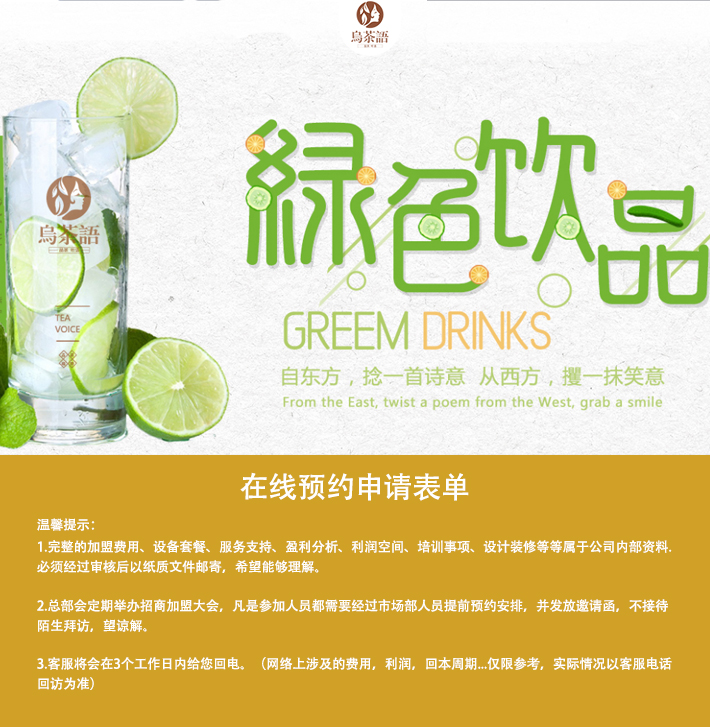 烏茶語
綠色饮品
烏茶語
TEA
VOICE
GREEM DRINKS
自东方，捻一首诗意 从西方，攫一抹笑意
From the East, twist a poem from the West, grab a smile
在线预约申请表单
温馨提示：
1.完整的加盟费用、设备套餐、服务支持、盈利分析、利润空间、培训事项、设计装修等等属于公司内部资料.
必须经过审核后以纸质文件邮寄，希望能够理解。
2.总部会定期举办招商加盟大会，凡是参加人员都需要经过市场部人员提前预约安排，并发放邀请函，不接待
陌生拜访，望谅解。
3.客服将会在3个工作日内给您回电。（网络上涉及的费用，利润，回本周期...仅限参考，实际情况以客服电话
回访为准）